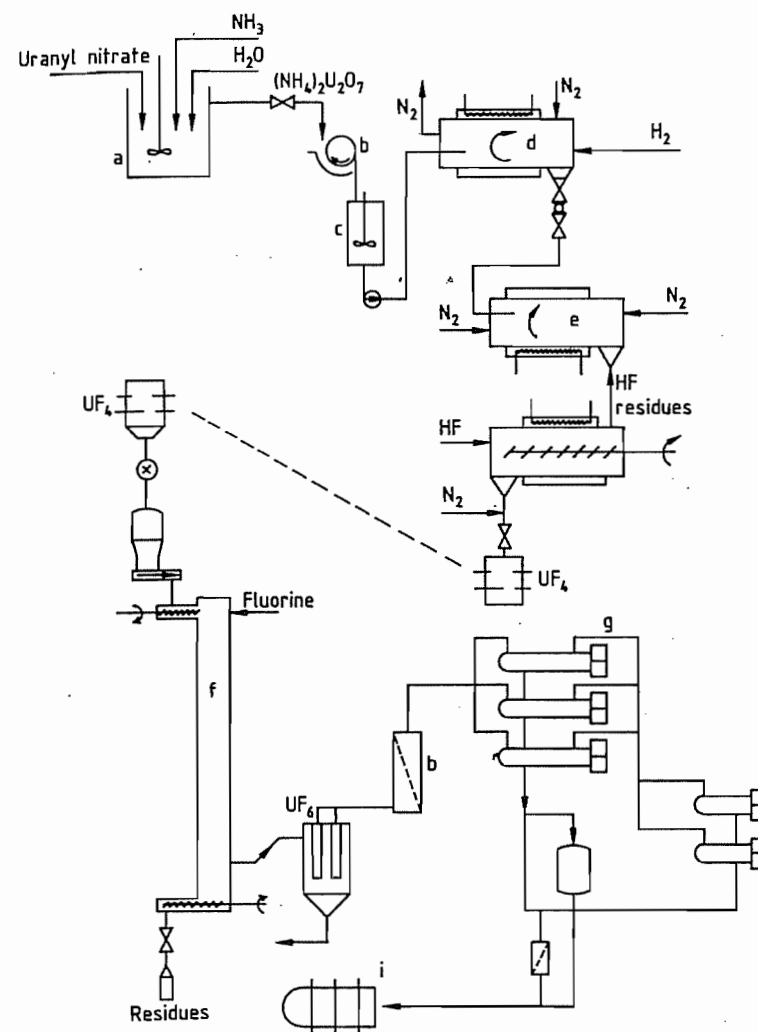 NH₃
Uranyl nitrate
H₂O
(NH₄)₂U₂O₇
a
b
c
N₂
N₂
d
H₂
N₂
e
N₂
HF
residues
HF
N₂
UF₄
UF₄
Fluorine
f
g
b
UF₆
i
Residues